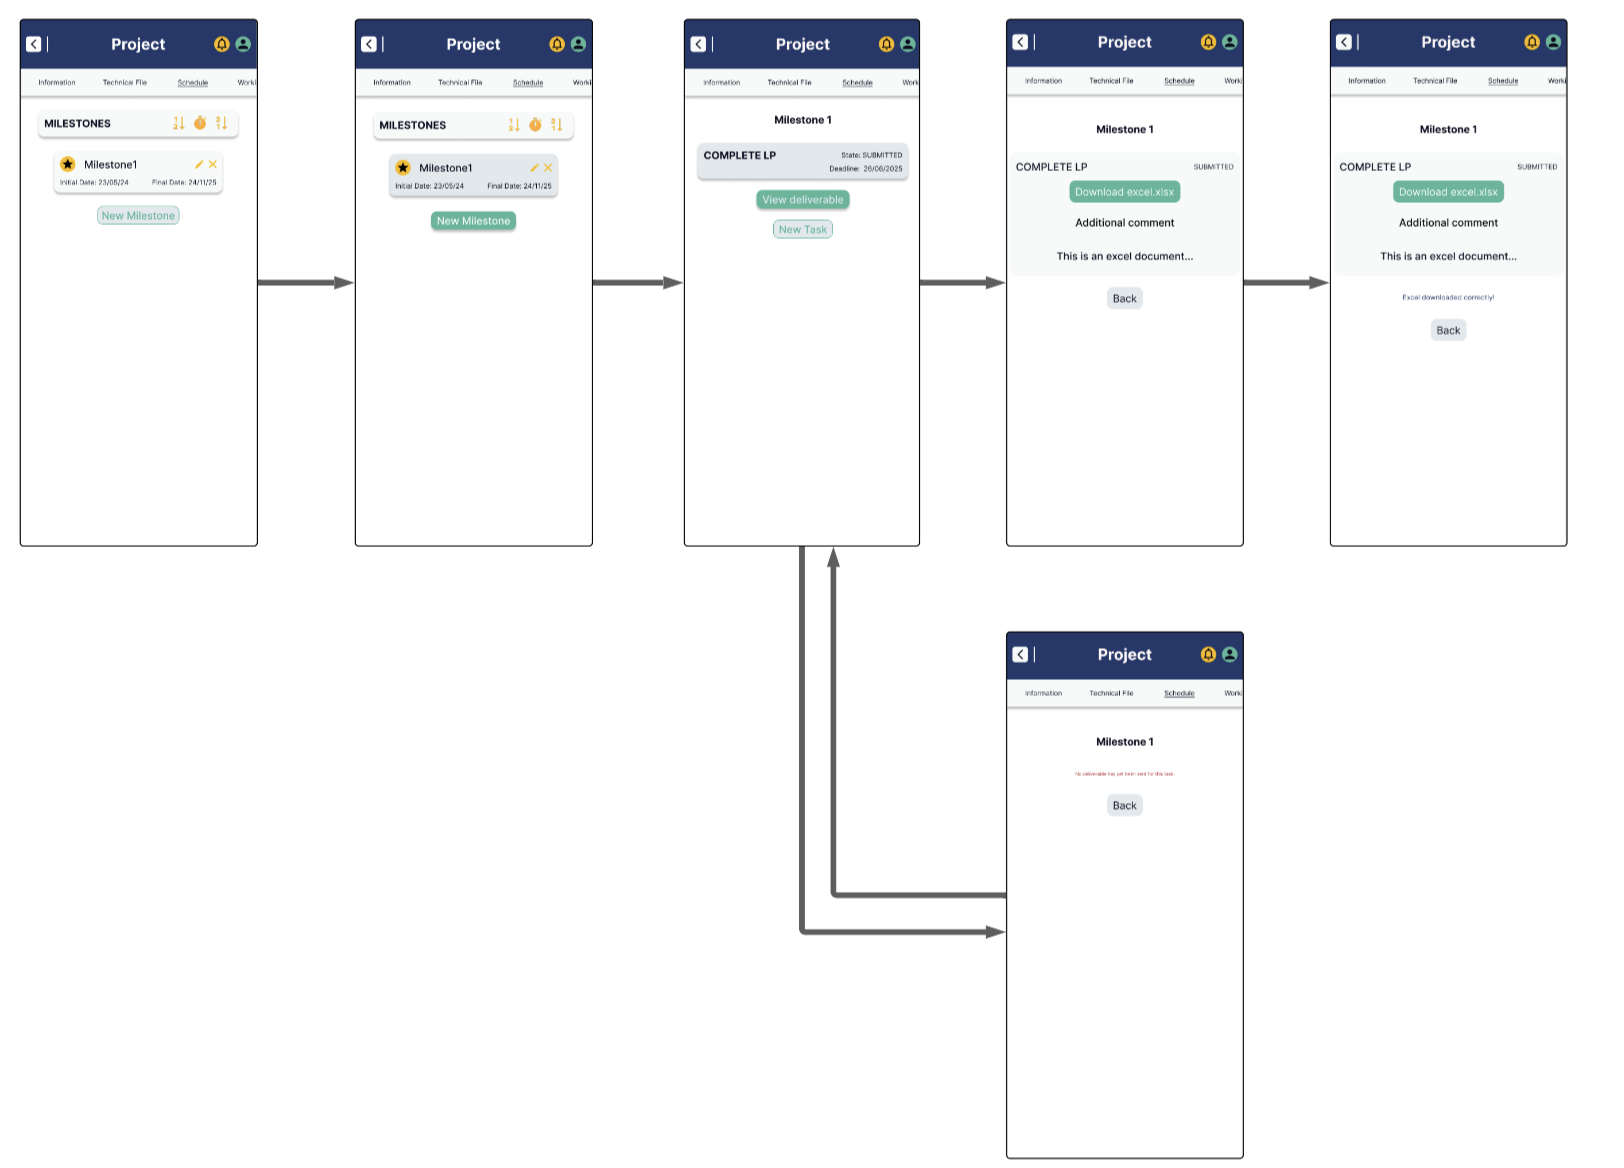 Project
Information Technical File Schedule Worki
MILESTONES
Milestone1
Initial Date: 23/05/24 Final Date: 24/11/25
New Milestone
Project
Information Technical File Schedule Worki
MILESTONES
Milestone1
Initial Date: 23/05/24 Final Date: 24/11/25
New Milestone
Project
Information Technical File Schedule Work
Milestone 1
COMPLETE LP State: SUBMITTED
Deadline: 26/06/2025
View deliverable
New Task
Project
Information Technical File Schedule Worki
Milestone 1
COMPLETE LP SUBMITTED
Download excel.xlsx
Additional comment
This is an excel document...
Back
Project
Information Technical File Schedule Worki
Milestone 1
COMPLETE LP SUBMITTED
Download excel.xlsx
Additional comment
This is an excel document...
Excel downloaded correctly!
Back
Project
Information Technical File Schedule Worki
Milestone 1
No deliverable has yet been sent for this task
Back